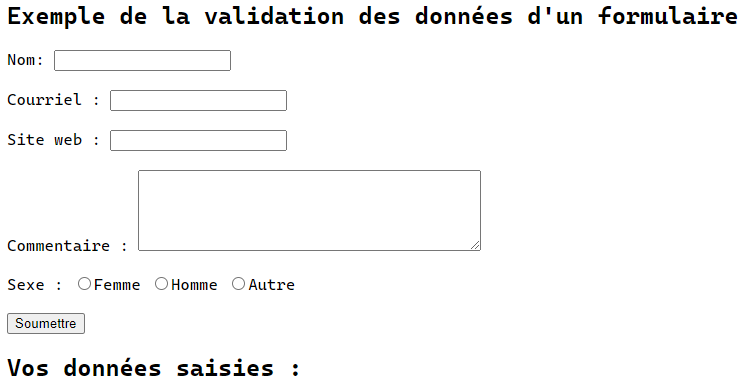 Exemple de la validation des données d'un formulaire
Nom:
Courriel :
Site web :
Commentaire :
Sexe : Femme Homme Autre
Soumettre
Vos données saisies :